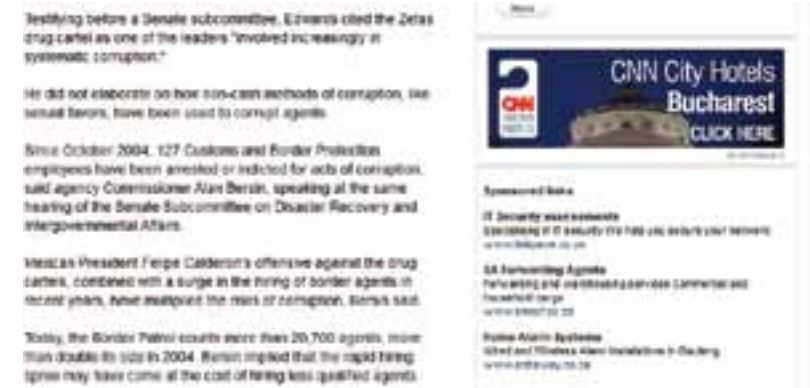 Testifying before a Senate subcommittee, Edwards cited the Zetas
drug cartel as one of the leaders "involved increasingly in
systematic corruption."
He did not elaborate on how non-cash methods of corruption, like
sexual favors, have been used to corrupt agents.
Since October 2004, 127 Customs and Border Protection
employees have been arrested or indicted for acts of corruption,
said agency Commissioner Alan Bersin, speaking at the same
hearing of the Senate Subcommittee on Disaster Recovery and
Intergovernmental Affairs.
Mexican President Felipe Calderon's offensive against the drug
cartels, combined with a surge in the hiring of border agents in
recent years, have multiplied the risks of corruption, Bersin said.
Today, the Border Patrol counts more than 20,700 agents, more
than double its size in 2004. Bersin implied that the rapid hiring
spree may have come at the cost of hiring less qualified agents
CNN City Hotels
Bucharest
CLICK HERE
CNN
Sponsored links
IT Security assessments
Specialising in IT security. We help you secure your network
SA Forwarding Agents
Forwarding and warehousing services commercial and
household cargo
Home Alarm Systems
Wired and Wireless Alarm Installations in Gauteng